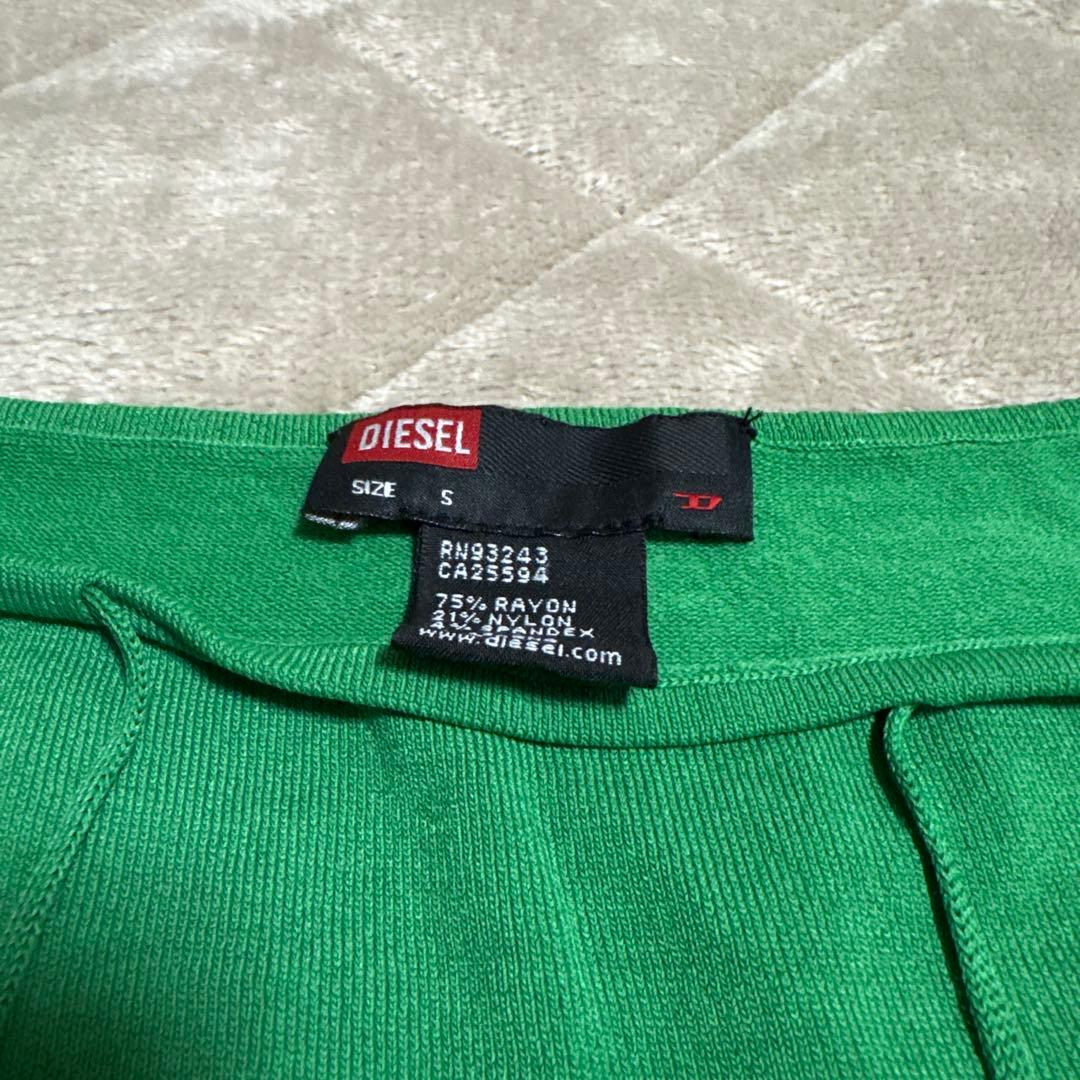 DIESEL
SIZE S
RN93243
CA25594
75% RAYON
21% NYLON
4% SPANDEX
www.diesel.com